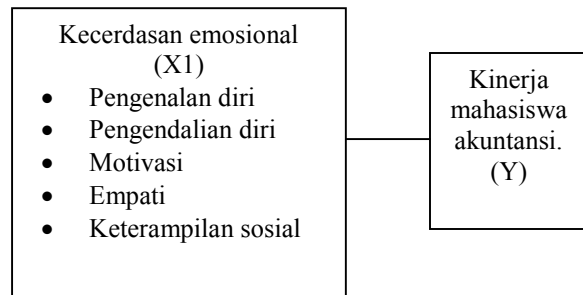 Kecerdasan emosional
(X1)
• Pengenalan diri
• Pengendalian diri
• Motivasi
• Empati
• Keterampilan sosial
Kinerja
mahasiswa
akuntansi.
(Y)